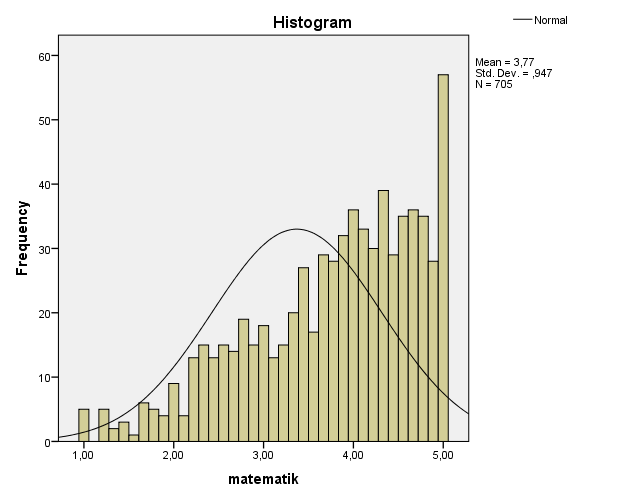 Histogram
Normal
Mean = 3,77
Std. Dev. = ,947
N = 705
Frequency
60
50
40
30
20
10
0
1,00 2,00 3,00 4,00 5,00
matematik